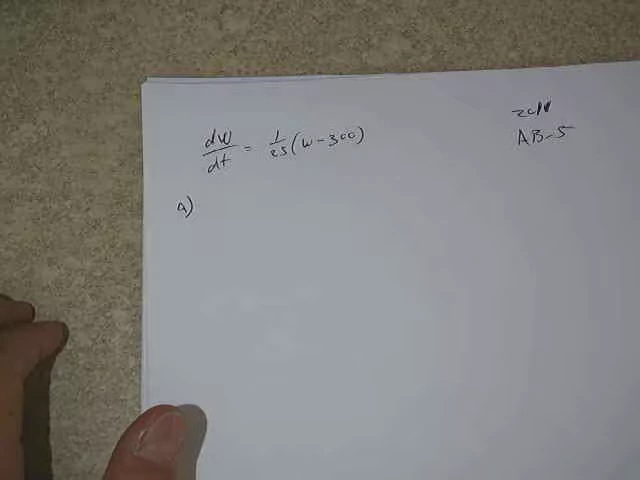 2011
AB-5
dW/dt = 1/25 (W - 300)
a)